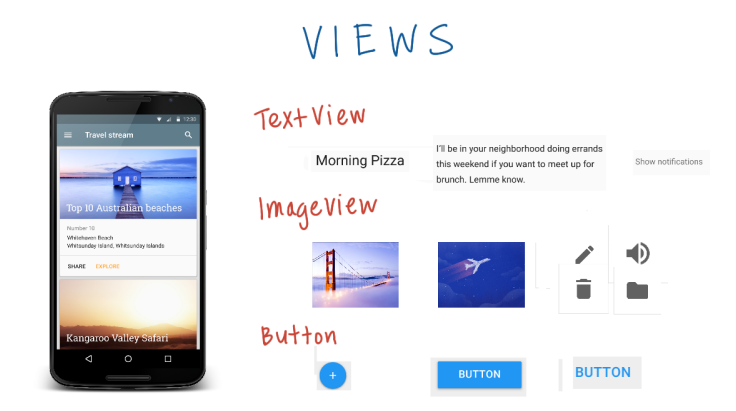 VIEWS
12:30
Travel stream
Top 10 Australian beaches
Number 10
Whitehaven Beach
Whitsunday Island, Whitsunday Islands
SHARE EXPLORE
Kangaroo Valley Safari
TextView
Morning Pizza
I'll be in your neighborhood doing errands
this weekend if you want to meet up for
brunch. Lemme know.
Show notifications
ImageView
Button
+
BUTTON
BUTTON